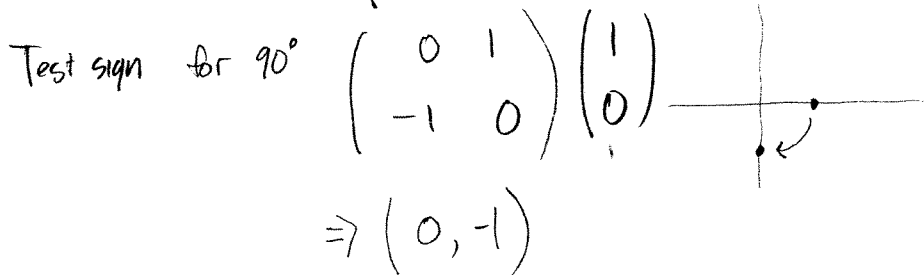 Test sign for 90° ( 0 1 ) ( 1 )
( -1 0 ) ( 0 )
⇒ ( 0, -1 )